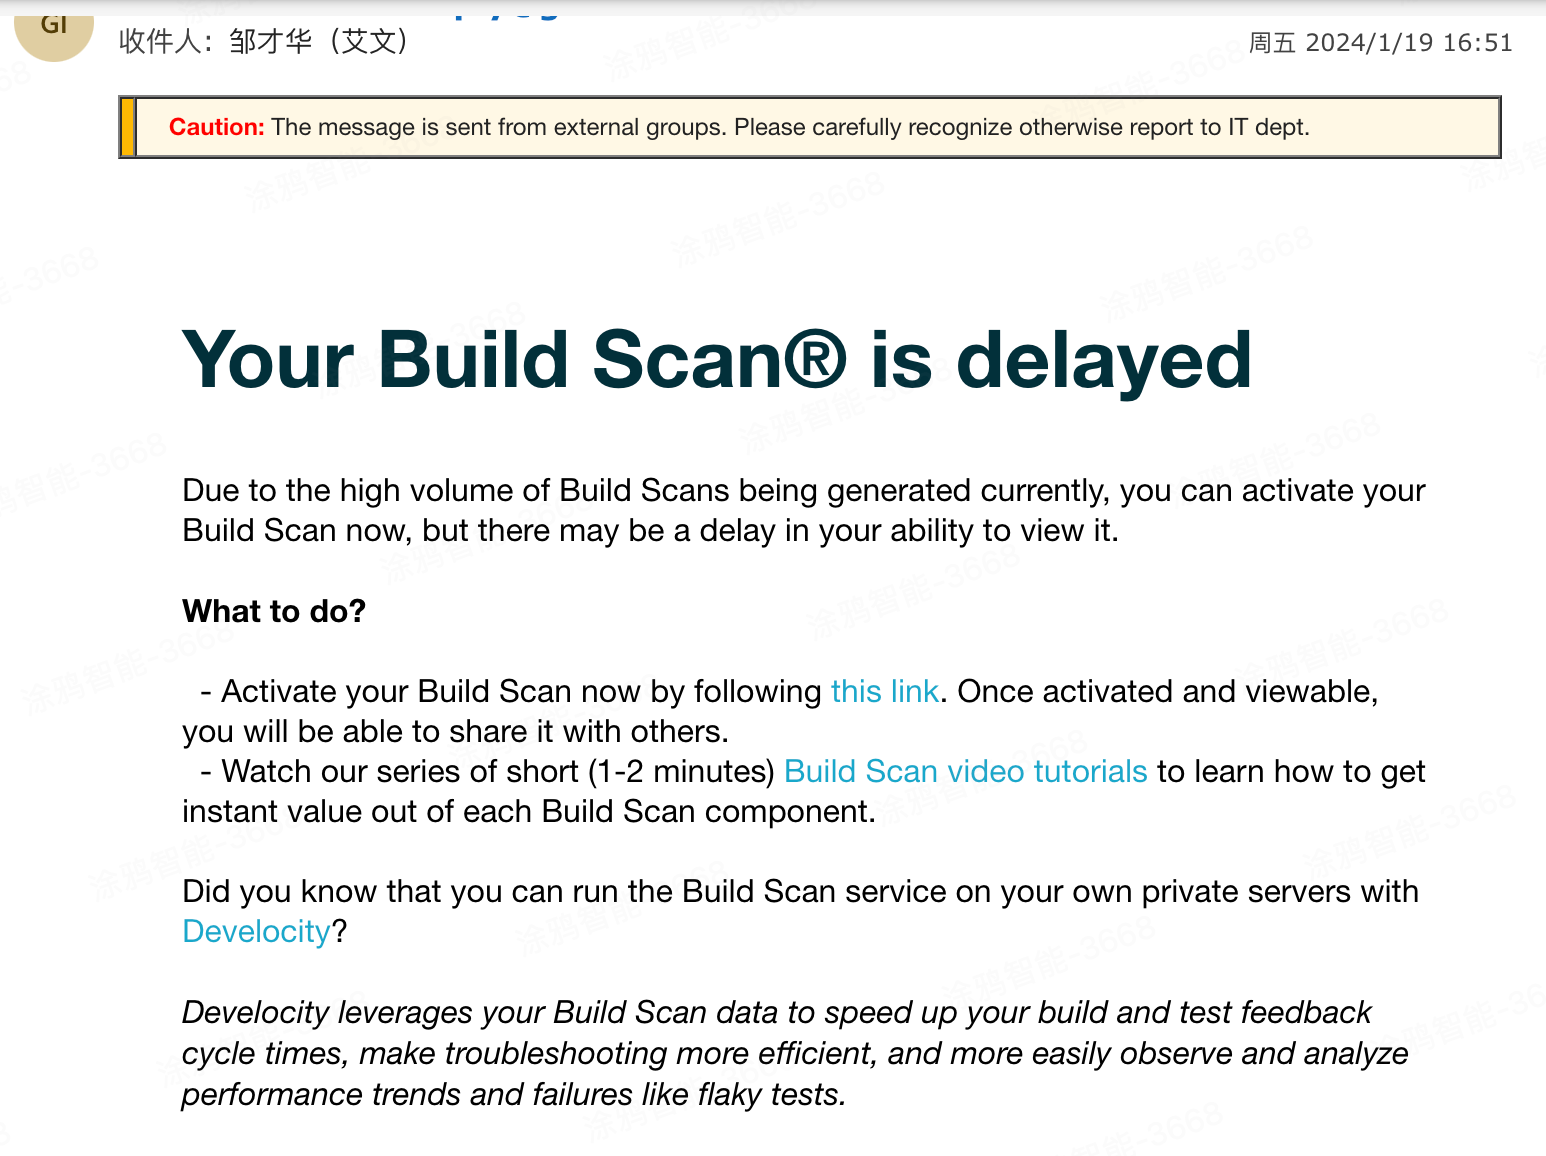 GI
收件人：邹才华（艾文）
周五 2024/1/19 16:51
Caution: The message is sent from external groups. Please carefully recognize otherwise report to IT dept.
Your Build Scan® is delayed
Due to the high volume of Build Scans being generated currently, you can activate your
Build Scan now, but there may be a delay in your ability to view it.
What to do?
- Activate your Build Scan now by following this link. Once activated and viewable,
you will be able to share it with others.
- Watch our series of short (1-2 minutes) Build Scan video tutorials to learn how to get
instant value out of each Build Scan component.
Did you know that you can run the Build Scan service on your own private servers with
Develocity?
Develocity leverages your Build Scan data to speed up your build and test feedback
cycle times, make troubleshooting more efficient, and more easily observe and analyze
performance trends and failures like flaky tests.
涂鸦智能-3668